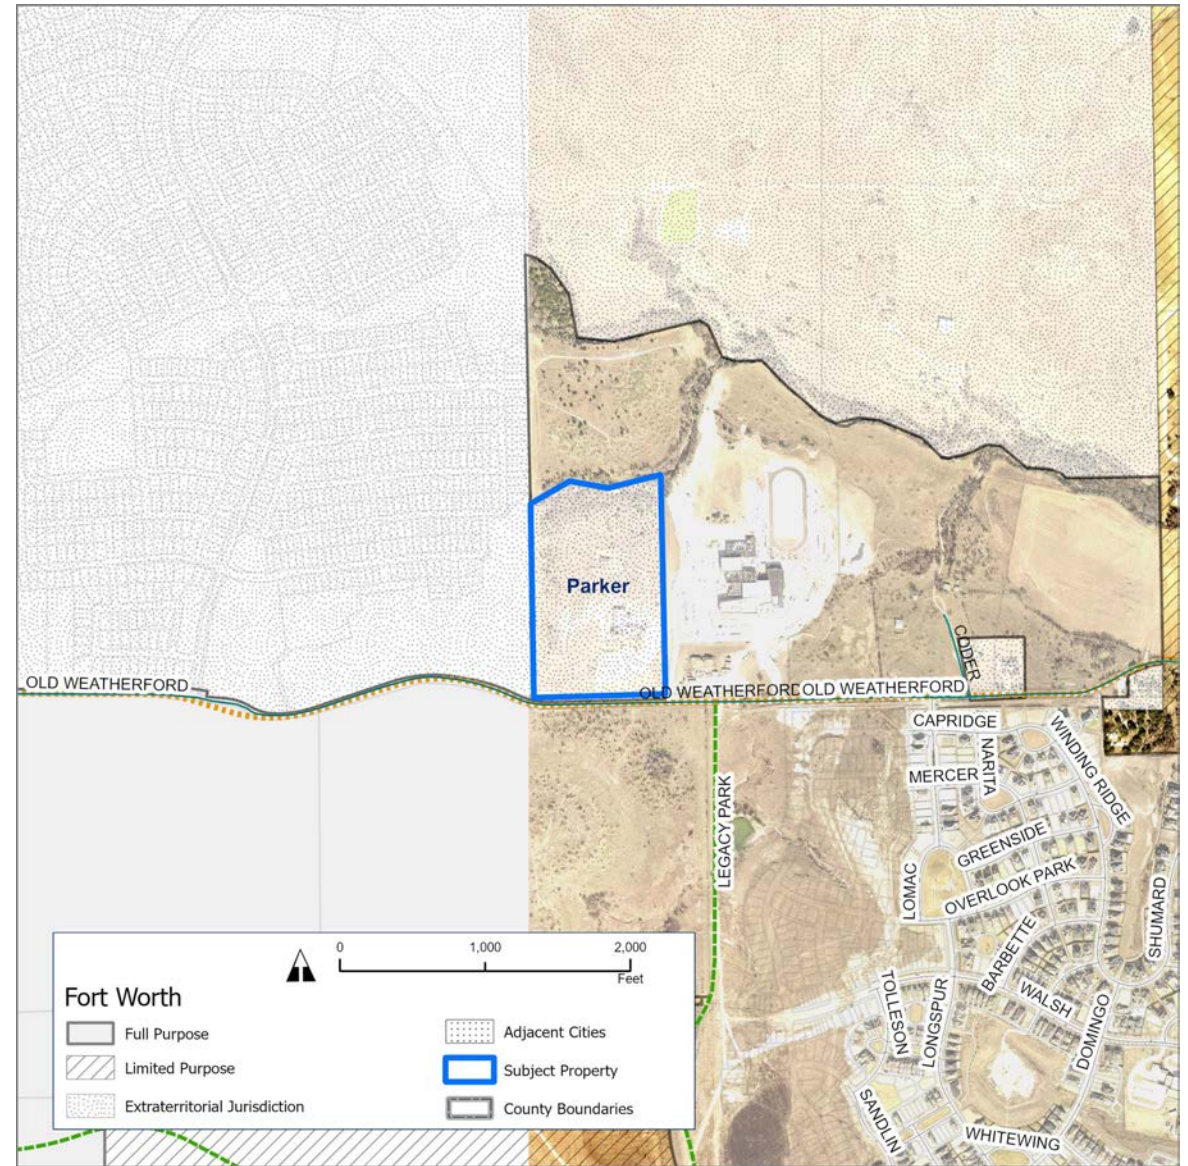 Parker
OLD WEATHERFORD
OLD WEATHERFORD
OLD WEATHERFORD
CODER
CAPRIDGE
NARITA
WINDING RIDGE
MERCER
LEGACY PARK
GREENSIDE
LOMAC
OVERLOOK PARK
SHUMARD
BARBETTE
TOLLESON
LONGSPUR
WALSH
DOMINGO
SANDLIN
WHITEWING
0 1,000 2,000
Feet
Fort Worth
Full Purpose
Limited Purpose
Extraterritorial Jurisdiction
Adjacent Cities
Subject Property
County Boundaries